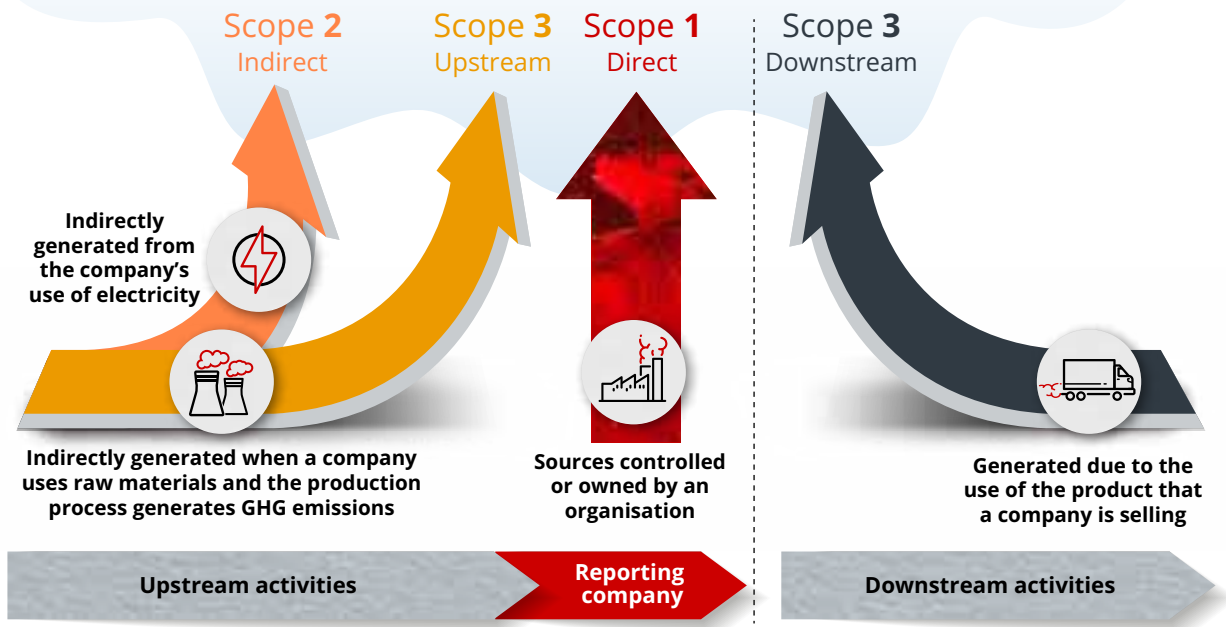 Scope 2
Indirect
Scope 3
Upstream
Scope 1
Direct
Scope 3
Downstream
Indirectly
generated from
the company's
use of electricity
Indirectly generated when a company
uses raw materials and the production
process generates GHG emissions
Sources controlled
or owned by an
organisation
Generated due to the
use of the product that
a company is selling
Upstream activities
Reporting
company
Downstream activities